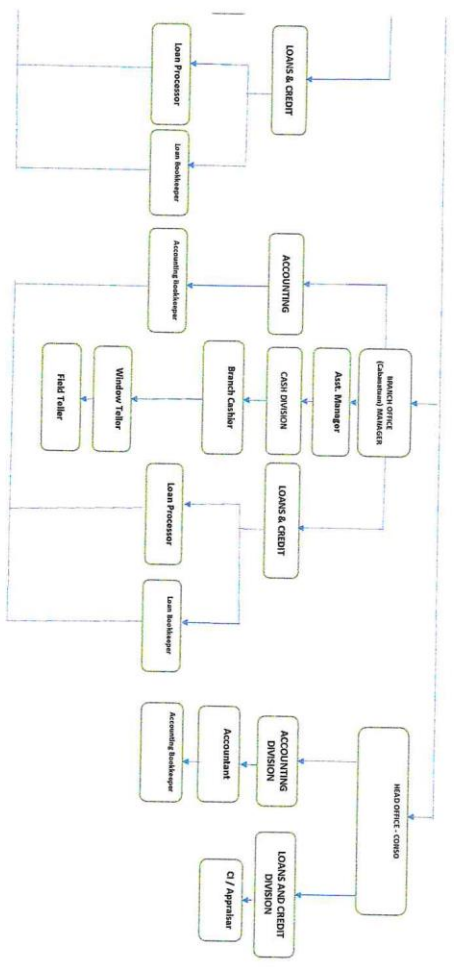 LOANS & CREDIT
Loan Processor
Loan Bookkeeper
BRANCH OFFICE
(Cabanatuan) MANAGER
Asst. Manager
ACCOUNTING
CASH DIVISION
LOANS & CREDIT
Accounting Bookkeeper
Branch Cashier
Window Teller
Field Teller
Loan Processor
Loan Bookkeeper
HEAD OFFICE - CONSO
ACCOUNTING
DIVISION
LOANS AND CREDIT
DIVISION
Accountant
CI / Appraisar
Accounting Bookkeeper